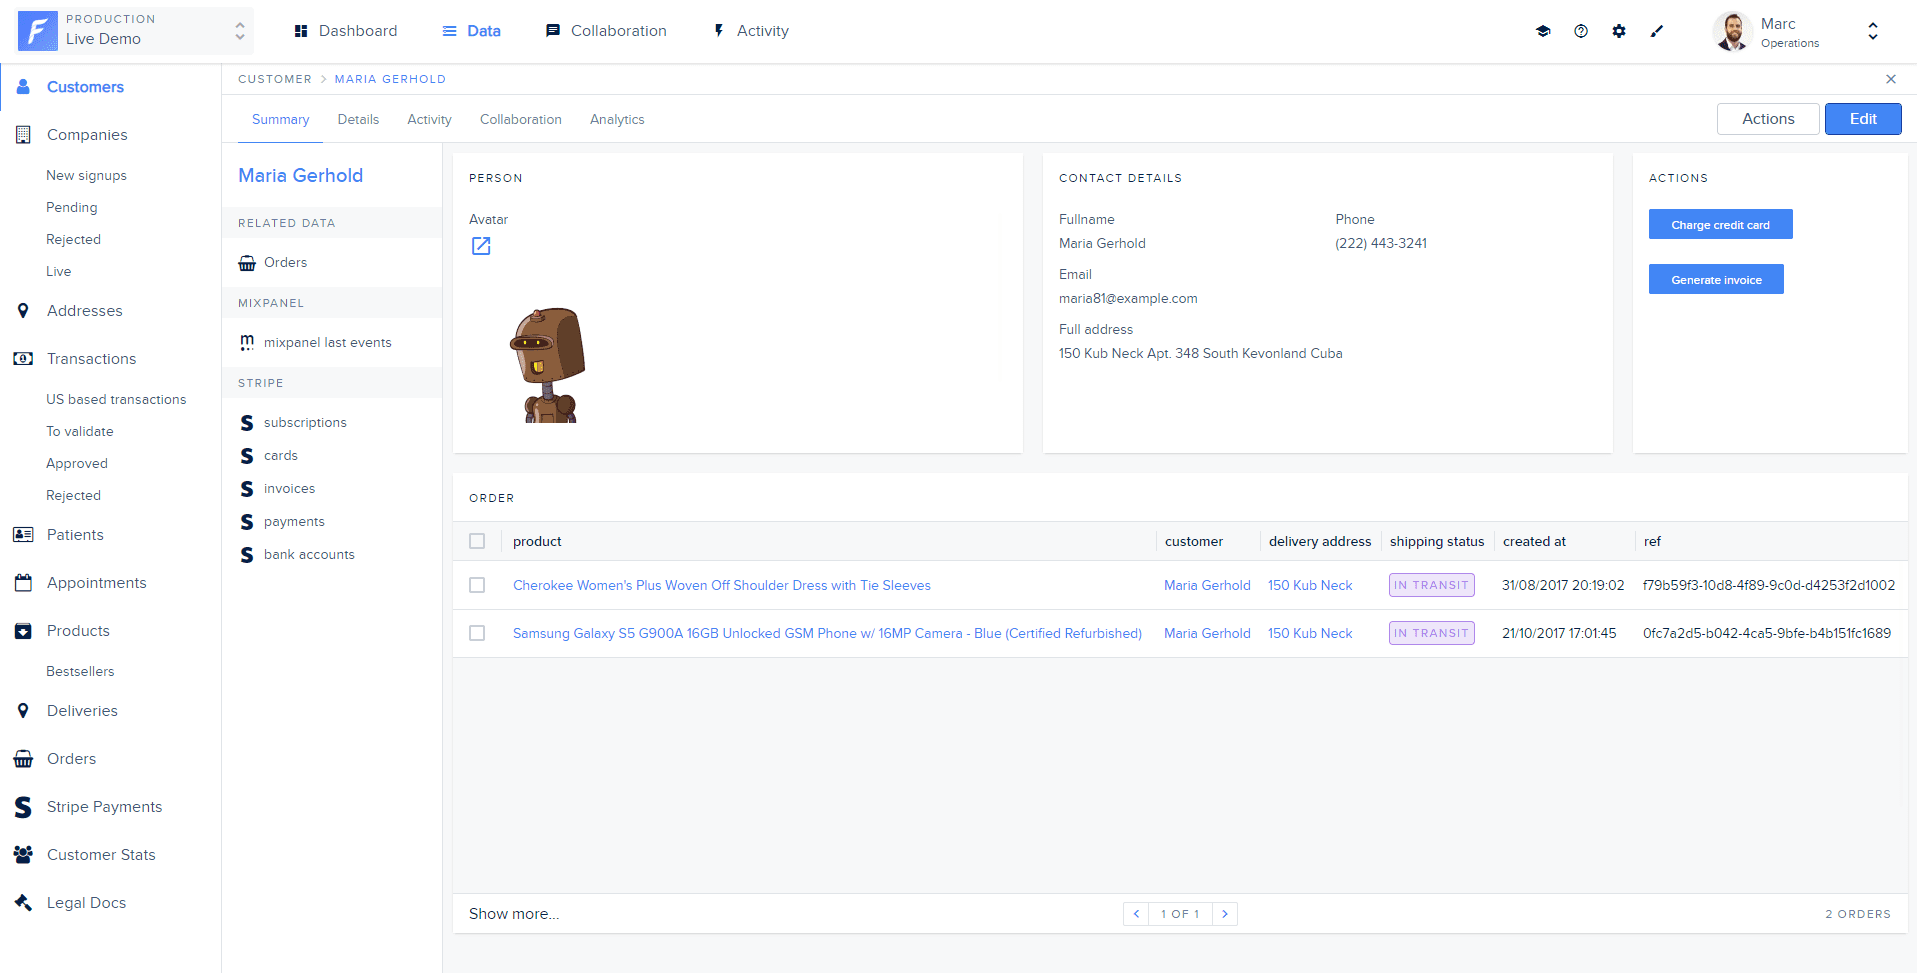 PRODUCTION
Live Demo
Dashboard
Data
Collaboration
Activity
Marc
Operations
Customers
Companies
New signups
Pending
Rejected
Live
Addresses
Transactions
US based transactions
To validate
Approved
Rejected
Patients
Appointments
Products
Bestsellers
Deliveries
Orders
Stripe Payments
Customer Stats
Legal Docs
CUSTOMER > MARIA GERHOLD
Summary
Details
Activity
Collaboration
Analytics
Actions
Edit
Maria Gerhold
RELATED DATA
Orders
MIXPANEL
mixpanel last events
STRIPE
subscriptions
cards
invoices
payments
bank accounts
PERSON
Avatar
CONTACT DETAILS
Fullname
Maria Gerhold
Phone
(222) 443-3241
Email
maria81@example.com
Full address
150 Kub Neck Apt. 348 South Kevonland Cuba
ACTIONS
Charge credit card
Generate invoice
ORDER
product customer delivery address shipping status created at ref
Cherokee Women's Plus Woven Off Shoulder Dress with Tie Sleeves Maria Gerhold 150 Kub Neck IN TRANSIT 31/08/2017 20:19:02 f79b59f3-10d8-4f89-9c0d-d4253f2d1002
Samsung Galaxy S5 G900A 16GB Unlocked GSM Phone w/ 16MP Camera - Blue (Certified Refurbished) Maria Gerhold 150 Kub Neck IN TRANSIT 21/10/2017 17:01:45 0fc7a2d5-b042-4ca5-9bfe-b4b151fc1689
Show more...
1 OF 1
2 ORDERS